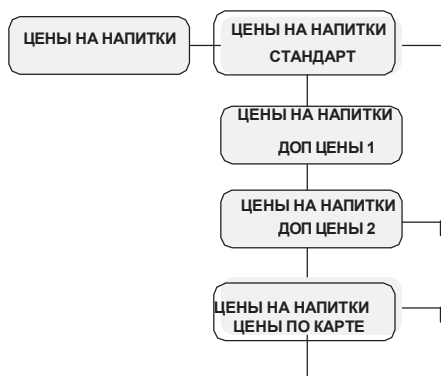 ЦЕНЫ НА НАПИТКИ
ЦЕНЫ НА НАПИТКИ
СТАНДАРТ
ЦЕНЫ НА НАПИТКИ
ДОП ЦЕНЫ 1
ЦЕНЫ НА НАПИТКИ
ДОП ЦЕНЫ 2
ЦЕНЫ НА НАПИТКИ
ЦЕНЫ ПО КАРТЕ